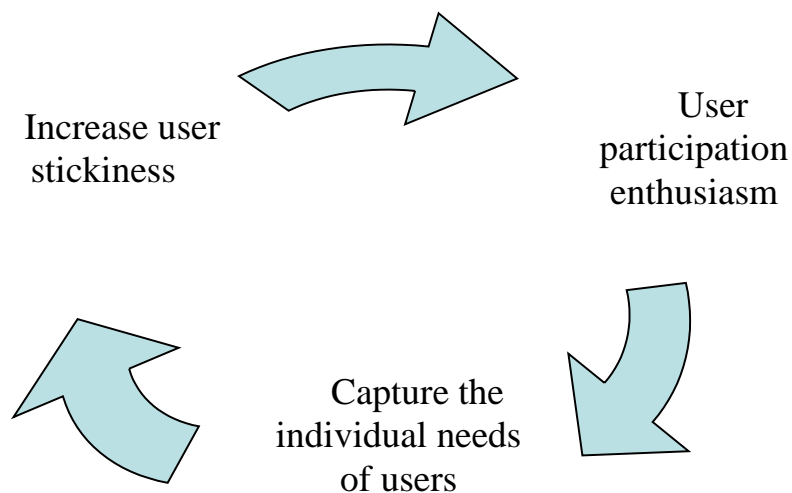 Increase user
stickiness
User
participation
enthusiasm
Capture the
individual needs
of users